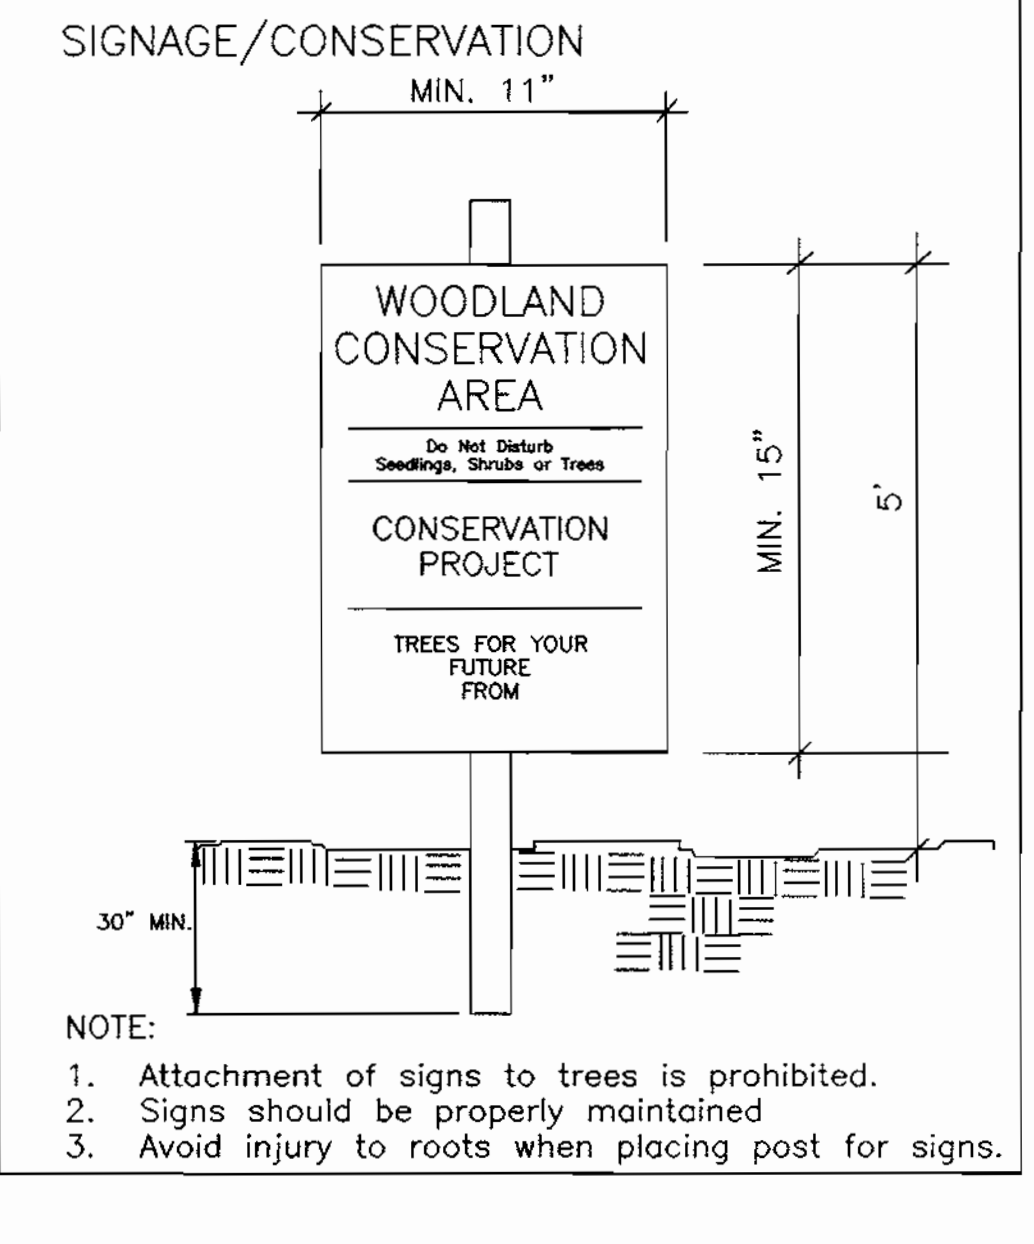 SIGNAGE/CONSERVATION
MIN. 11"
WOODLAND
CONSERVATION
AREA
Do Not Disturb
Seedlings, Shrubs or Trees
CONSERVATION
PROJECT
TREES FOR YOUR
FUTURE
FROM
MIN. 15"
5'
30" MIN.
NOTE:
1. Attachment of signs to trees is prohibited.
2. Signs should be properly maintained
3. Avoid injury to roots when placing post for signs.